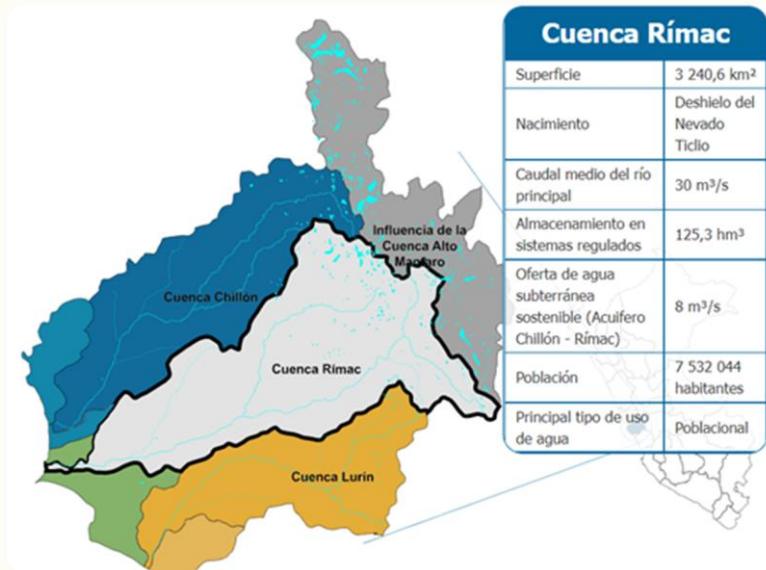 Cuenca Rímac
Superficie
3 240,6 km²
Nacimiento
Deshielo del
Nevado
Ticlio
Caudal medio del río
principal
30 m³/s
Almacenamiento en
sistemas regulados
125,3 hm³
Oferta de agua
subterránea
sostenible (Acuifero
Chillón - Rímac)
8 m³/s
Población
7 532 044
habitantes
Principal tipo de uso
de agua
Poblacional
Influencia de la
Cuenca Alto
Mantaro
Cuenca Chillón
Cuenca Rímac
Cuenca Lurín